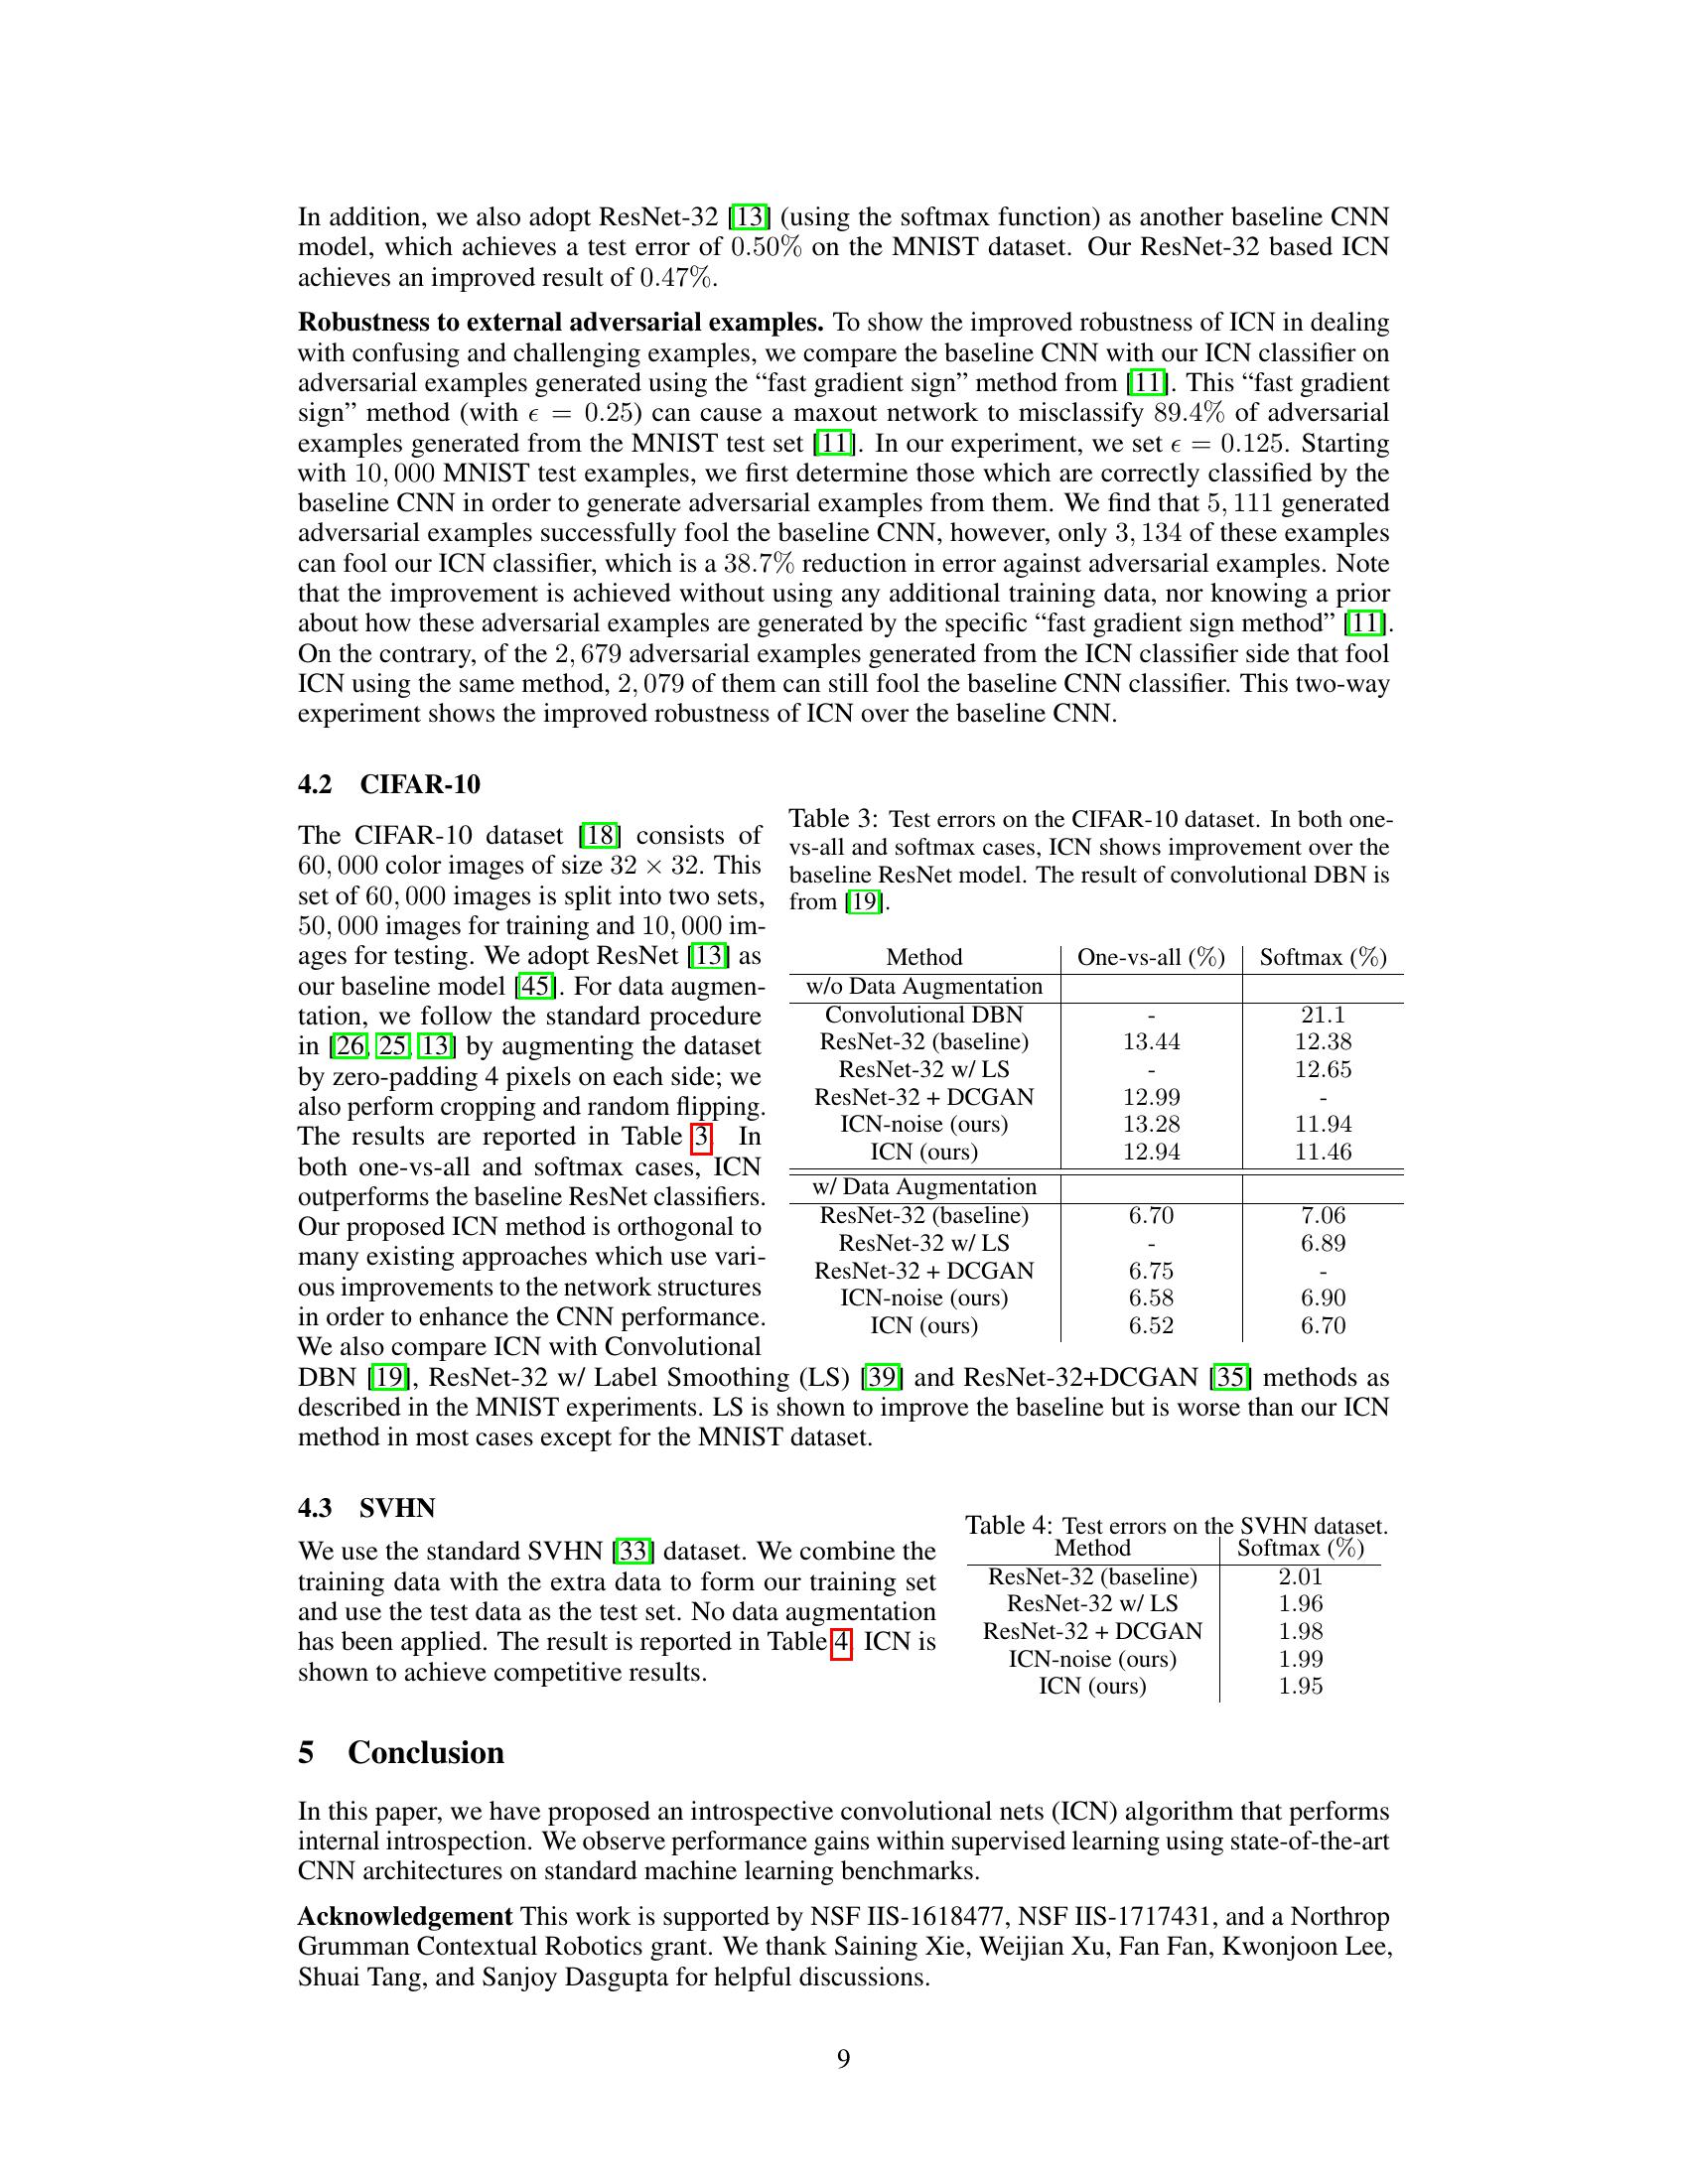 In addition, we also adopt ResNet-32 [13] (using the softmax function) as another baseline CNN
model, which achieves a test error of 0.50% on the MNIST dataset. Our ResNet-32 based ICN
achieves an improved result of 0.47%.
Robustness to external adversarial examples. To show the improved robustness of ICN in dealing
with confusing and challenging examples, we compare the baseline CNN with our ICN classifier on
adversarial examples generated using the “fast gradient sign” method from [11]. This “fast gradient
sign” method (with ϵ = 0.25) can cause a maxout network to misclassify 89.4% of adversarial
examples generated from the MNIST test set [11]. In our experiment, we set ϵ = 0.125. Starting
with 10, 000 MNIST test examples, we first determine those which are correctly classified by the
baseline CNN in order to generate adversarial examples from them. We find that 5, 111 generated
adversarial examples successfully fool the baseline CNN, however, only 3, 134 of these examples
can fool our ICN classifier, which is a 38.7% reduction in error against adversarial examples. Note
that the improvement is achieved without using any additional training data, nor knowing a prior
about how these adversarial examples are generated by the specific “fast gradient sign method” [11].
On the contrary, of the 2, 679 adversarial examples generated from the ICN classifier side that fool
ICN using the same method, 2, 079 of them can still fool the baseline CNN classifier. This two-way
experiment shows the improved robustness of ICN over the baseline CNN.
4.2 CIFAR-10
The CIFAR-10 dataset [18] consists of
60, 000 color images of size 32 × 32. This
set of 60, 000 images is split into two sets,
50, 000 images for training and 10, 000 im-
ages for testing. We adopt ResNet [13] as
our baseline model [45]. For data augmen-
tation, we follow the standard procedure
in [26, 25, 13] by augmenting the dataset
by zero-padding 4 pixels on each side; we
also perform cropping and random flipping.
The results are reported in Table 3. In
both one-vs-all and softmax cases, ICN
outperforms the baseline ResNet classifiers.
Our proposed ICN method is orthogonal to
many existing approaches which use vari-
ous improvements to the network structures
in order to enhance the CNN performance.
We also compare ICN with Convolutional
DBN [19], ResNet-32 w/ Label Smoothing (LS) [39] and ResNet-32+DCGAN [35] methods as
described in the MNIST experiments. LS is shown to improve the baseline but is worse than our ICN
method in most cases except for the MNIST dataset.
Table 3: Test errors on the CIFAR-10 dataset. In both one-
vs-all and softmax cases, ICN shows improvement over the
baseline ResNet model. The result of convolutional DBN is
from [19].
Method One-vs-all (%) Softmax (%)
w/o Data Augmentation
Convolutional DBN - 21.1
ResNet-32 (baseline) 13.44 12.38
ResNet-32 w/ LS - 12.65
ResNet-32 + DCGAN 12.99 -
ICN-noise (ours) 13.28 11.94
ICN (ours) 12.94 11.46
w/ Data Augmentation
ResNet-32 (baseline) 6.70 7.06
ResNet-32 w/ LS - 6.89
ResNet-32 + DCGAN 6.75 -
ICN-noise (ours) 6.58 6.90
ICN (ours) 6.52 6.70
4.3 SVHN
We use the standard SVHN [33] dataset. We combine the
training data with the extra data to form our training set
and use the test data as the test set. No data augmentation
has been applied. The result is reported in Table 4. ICN is
shown to achieve competitive results.
Table 4: Test errors on the SVHN dataset.
Method Softmax (%)
ResNet-32 (baseline) 2.01
ResNet-32 w/ LS 1.96
ResNet-32 + DCGAN 1.98
ICN-noise (ours) 1.99
ICN (ours) 1.95
5 Conclusion
In this paper, we have proposed an introspective convolutional nets (ICN) algorithm that performs
internal introspection. We observe performance gains within supervised learning using state-of-the-art
CNN architectures on standard machine learning benchmarks.
Acknowledgement This work is supported by NSF IIS-1618477, NSF IIS-1717431, and a Northrop
Grumman Contextual Robotics grant. We thank Saining Xie, Weijian Xu, Fan Fan, Kwonjoon Lee,
Shuai Tang, and Sanjoy Dasgupta for helpful discussions.
9